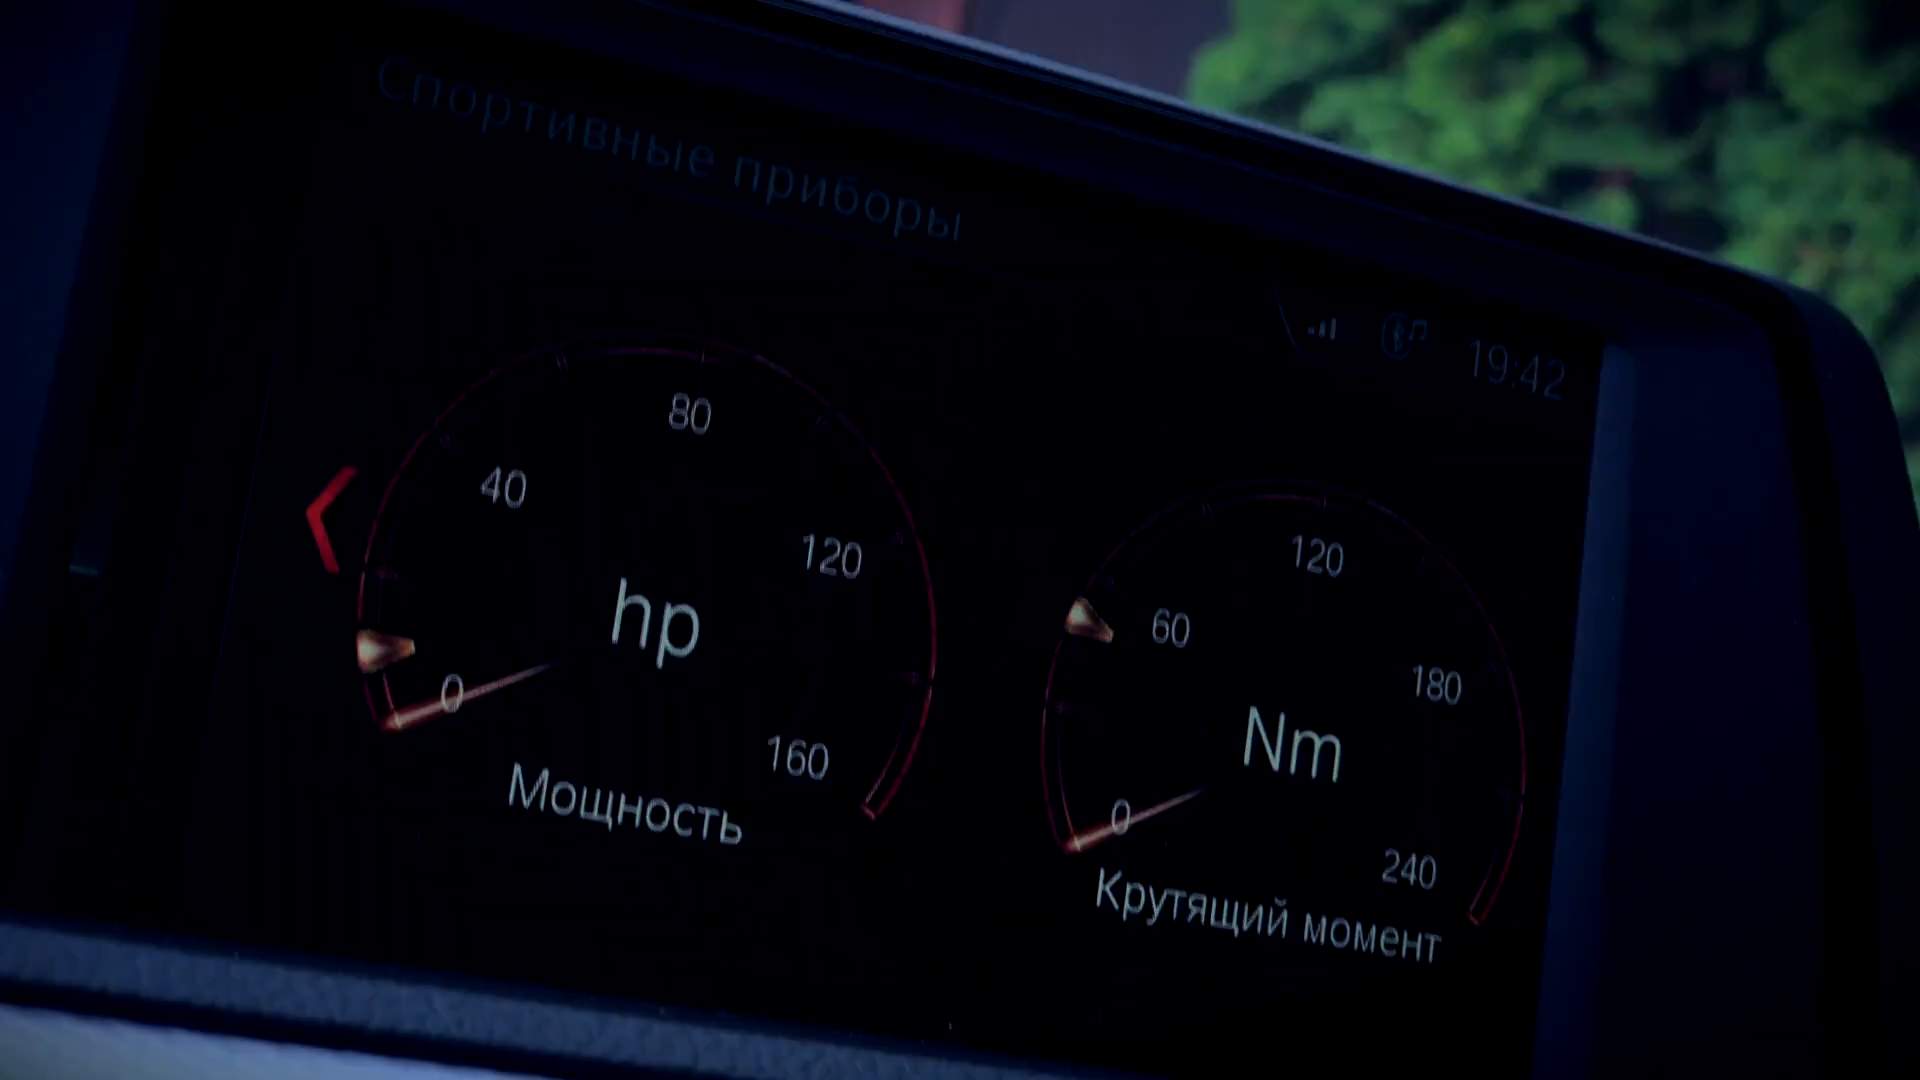 Спортивные приборы
19:42
80
40
120
hp
0
160
Мощность
120
60
180
Nm
0
240
Крутящий момент